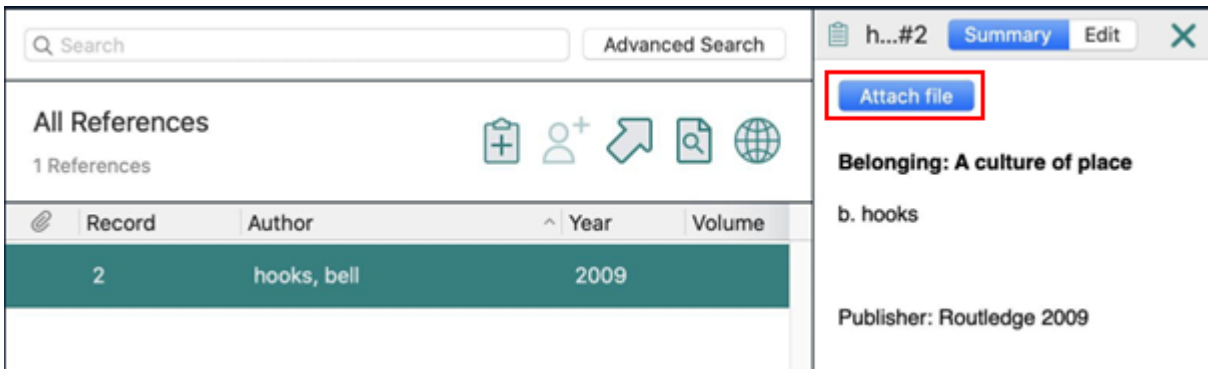 Search
Advanced Search
All References
1 References
Record Author Year Volume
2 hooks, bell 2009
h...#2 Summary Edit
Attach file
Belonging: A culture of place
b. hooks
Publisher: Routledge 2009